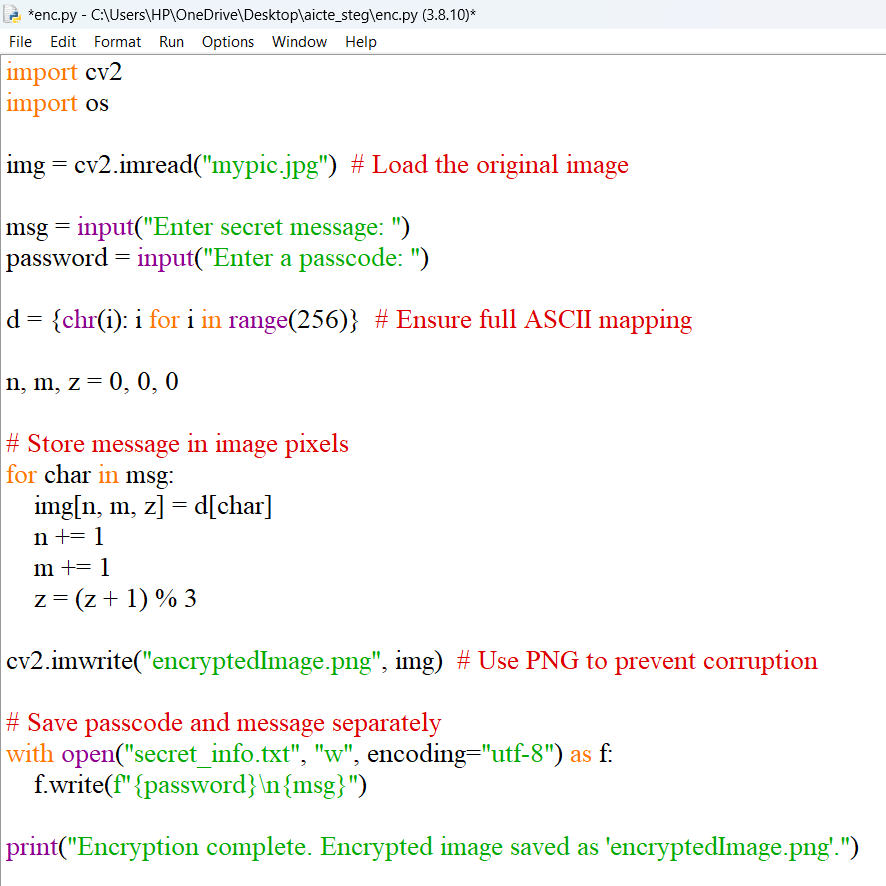 *enc.py - C:\Users\HP\OneDrive\Desktop\aicte_steg\enc.py (3.8.10)*
File Edit Format Run Options Window Help
import cv2
import os
img = cv2.imread("mypic.jpg")  # Load the original image
msg = input("Enter secret message: ")
password = input("Enter a passcode: ")
d = {chr(i): i for i in range(256)}  # Ensure full ASCII mapping
n, m, z = 0, 0, 0
# Store message in image pixels
for char in msg:
    img[n, m, z] = d[char]
    n += 1
    m += 1
    z = (z + 1) % 3
cv2.imwrite("encryptedImage.png", img)  # Use PNG to prevent corruption
# Save passcode and message separately
with open("secret_info.txt", "w", encoding="utf-8") as f:
    f.write(f"{password}\n{msg}")
print("Encryption complete. Encrypted image saved as 'encryptedImage.png'.")